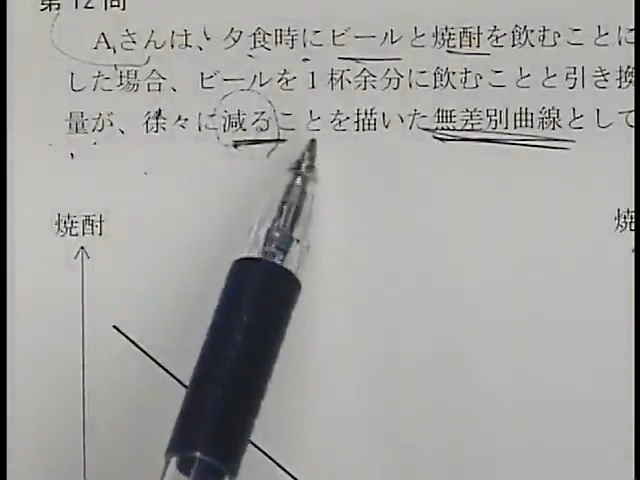 第12問
Aさんは、夕食時にビールと焼酎を飲むことに
した場合、ビールを1杯余分に飲むことと引き換
量が、徐々に減ることを描いた無差別曲線として
焼酎
焼